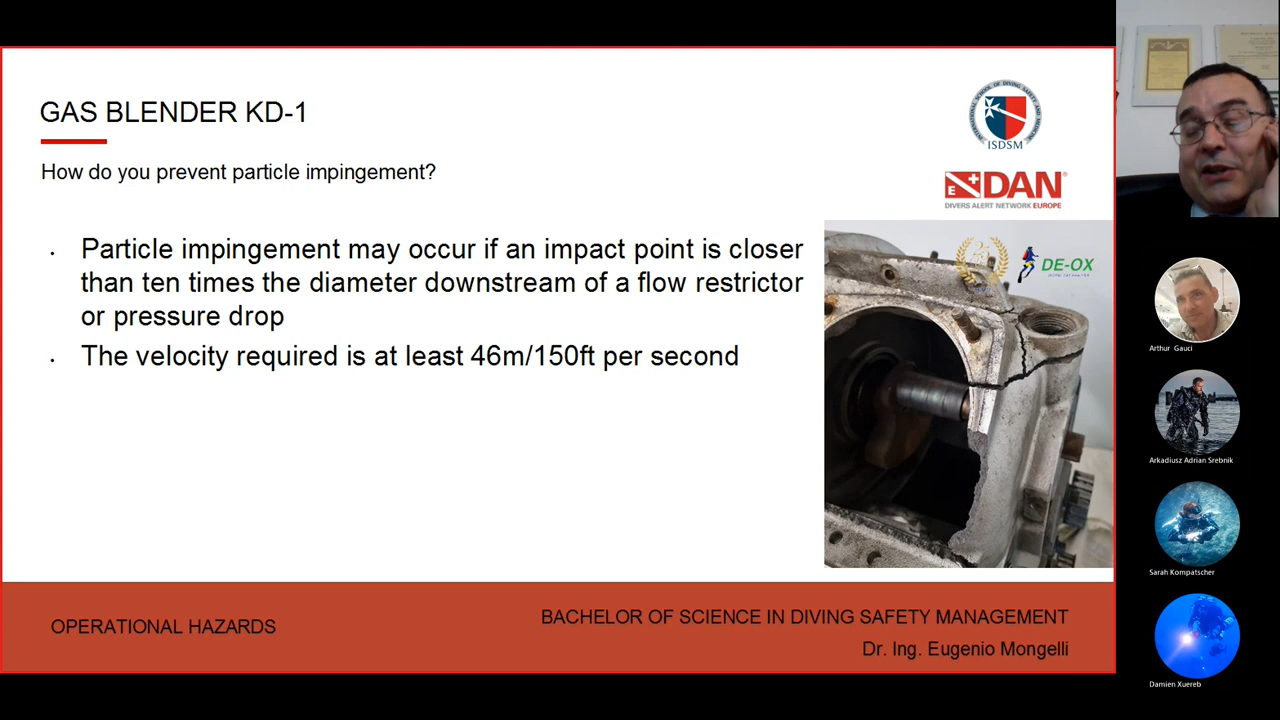 GAS BLENDER KD-1
How do you prevent particle impingement?
ISDSM
DAN
DIVERS ALERT NETWORK EUROPE
DE-OX
· Particle impingement may occur if an impact point is closer
than ten times the diameter downstream of a flow restrictor
or pressure drop
· The velocity required is at least 46m/150ft per second
OPERATIONAL HAZARDS
BACHELOR OF SCIENCE IN DIVING SAFETY MANAGEMENT
Dr. Ing. Eugenio Mongelli
Arthur Gauci
Arkadiusz Adrian Srebnik
Sarah Kompatscher
Damien Xuereb